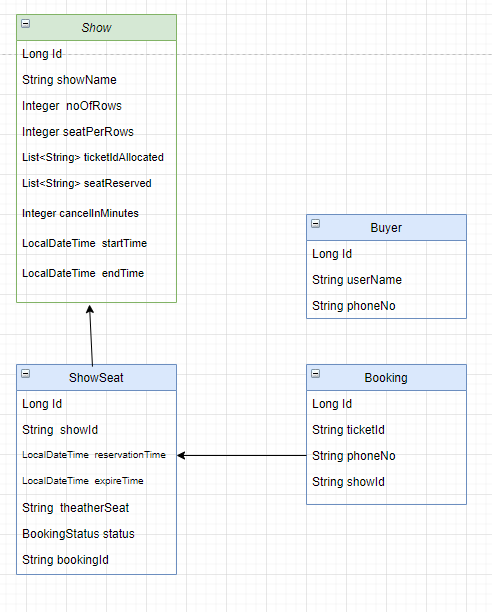 Show
Long Id
String showName
Integer noOfRows
Integer seatPerRows
List<String> ticketIdAllocated
List<String> seatReserved
Integer cancelInMinutes
LocalDateTime startTime
LocalDateTime endTime
Buyer
Long Id
String userName
String phoneNo
ShowSeat
Long Id
String showId
LocalDateTime reservationTime
LocalDateTime expireTime
String theatherSeat
BookingStatus status
String bookingId
Booking
Long Id
String ticketId
String phoneNo
String showId